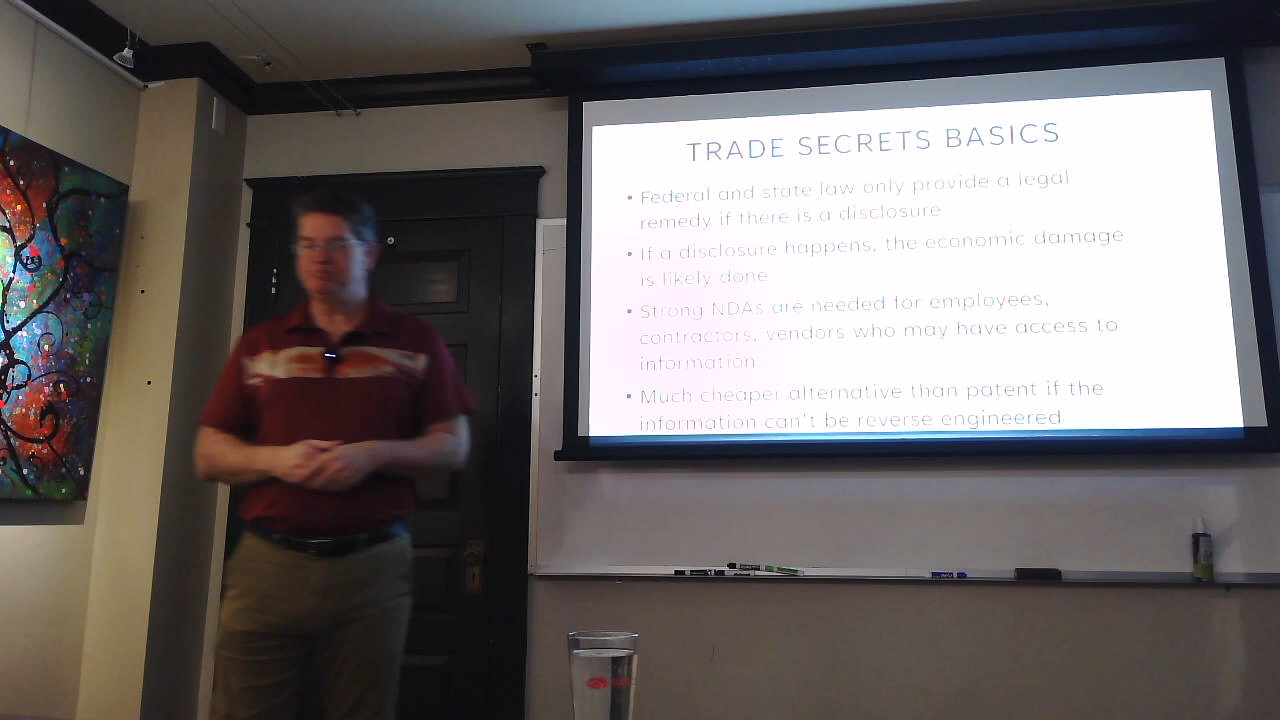 TRADE SECRETS BASICS
• Federal and state law only provide a legal
remedy if there is a disclosure
• If a disclosure happens, the economic damage
is likely done
• Strong NDAs are needed for employees,
contractors, vendors who may have access to
information
• Much cheaper alternative than patent if the
information can't be reverse engineered